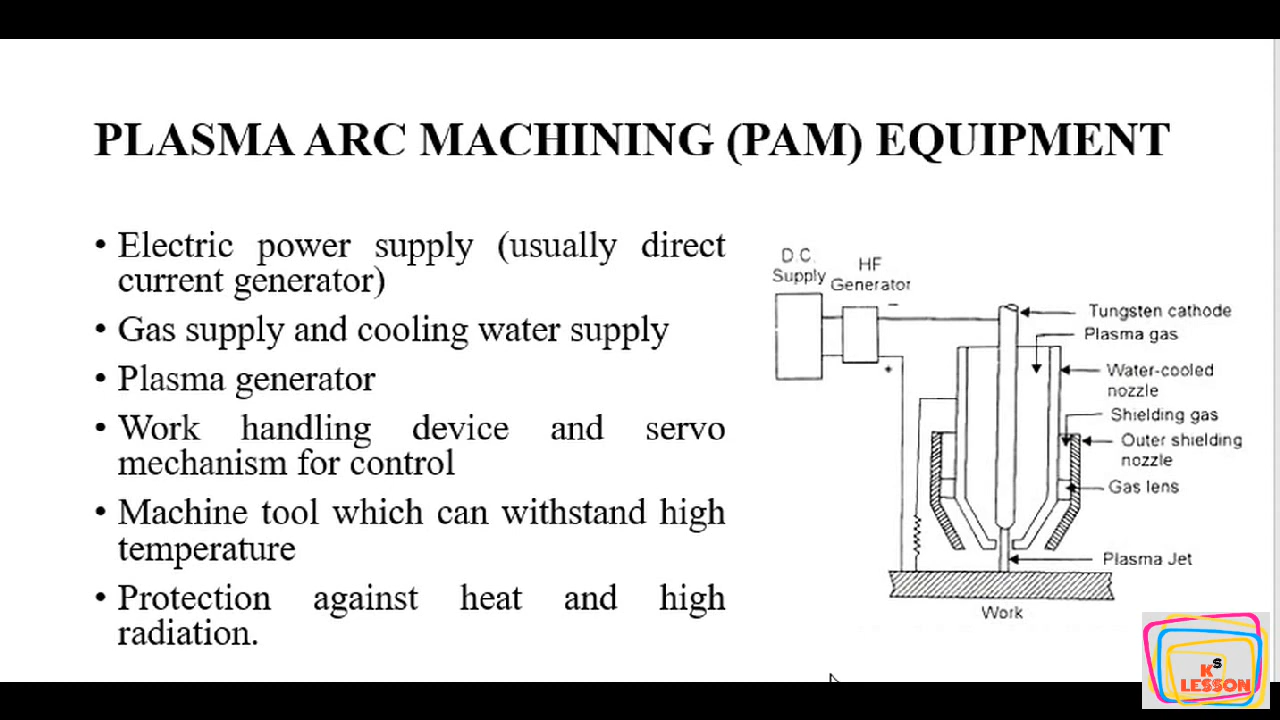 PLASMA ARC MACHINING (PAM) EQUIPMENT
• Electric power supply (usually direct
current generator)
• Gas supply and cooling water supply
• Plasma generator
• Work handling device and servo
mechanism for control
• Machine tool which can withstand high
temperature
• Protection against heat and high
radiation.
D.C.
Supply
HF
Generator
−
+
Tungsten cathode
Plasma gas
Water-cooled
nozzle
Shielding gas
Outer shielding
nozzle
Gas lens
Plasma Jet
Work
KS
LESSON